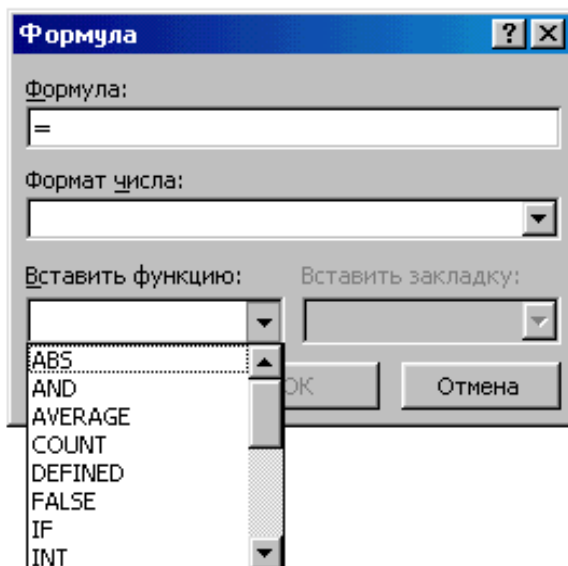 Формула
Формула:
=
Формат числа:
Вставить функцию: Вставить закладку:
ABS
AND
AVERAGE
COUNT
DEFINED
FALSE
IF
INT
ОК Отмена